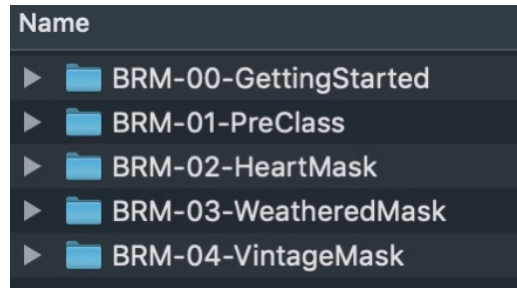 Name
BRM-00-GettingStarted
BRM-01-PreClass
BRM-02-HeartMask
BRM-03-WeatheredMask
BRM-04-VintageMask